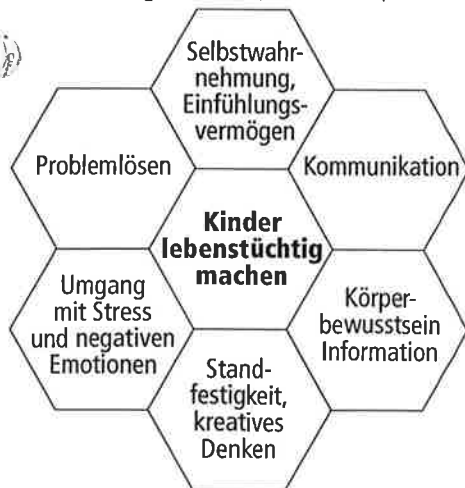 Selbstwahr-
nehmung,
Einfühlungs-
vermögen
Problemlösen
Kommunikation
Kinder
lebenstüchtig
machen
Umgang
mit Stress
und negativen
Emotionen
Körper-
bewusstsein
Information
Stand-
festigkeit,
kreatives
Denken